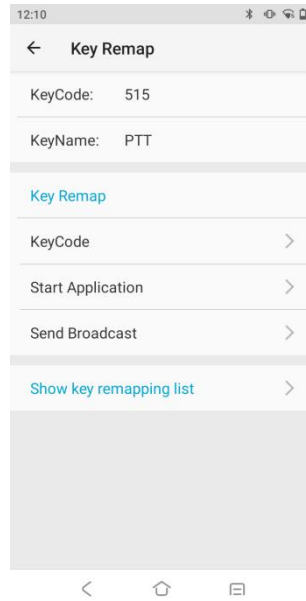 12:10
Key Remap
KeyCode: 515
KeyName: PTT
Key Remap
KeyCode
Start Application
Send Broadcast
Show key remapping list